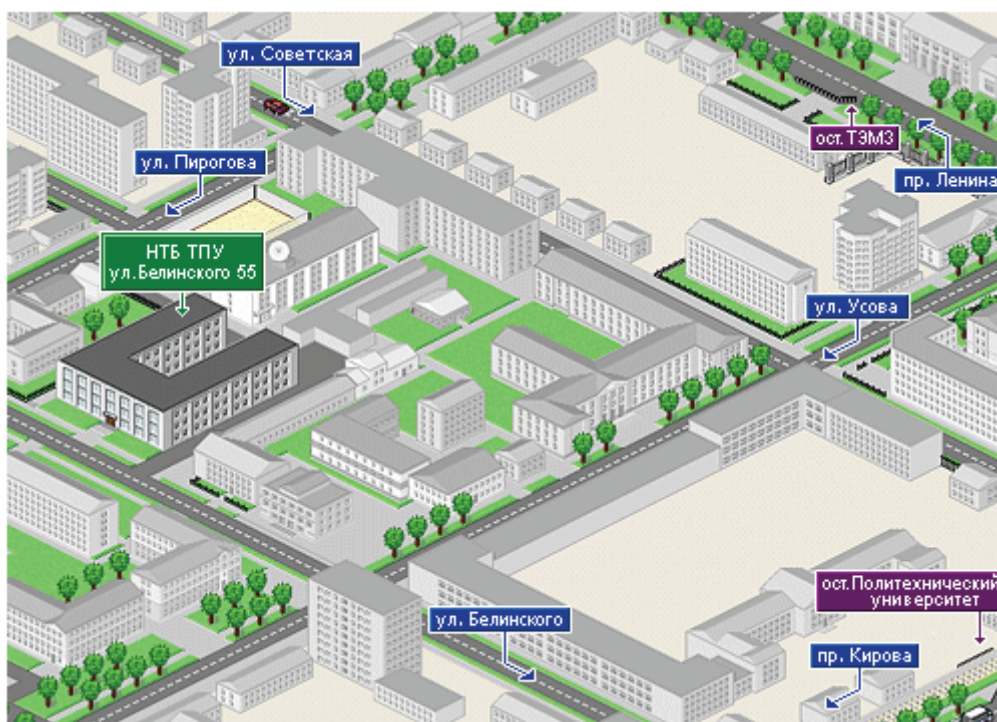 ул. Советская
ост. ТЭМЗ
ул. Пирогова
пр. Ленина
НТБ ТПУ
ул.Белинского 55
ул. Усова
ост.Политехнический
университет
ул. Белинского
пр. Кирова